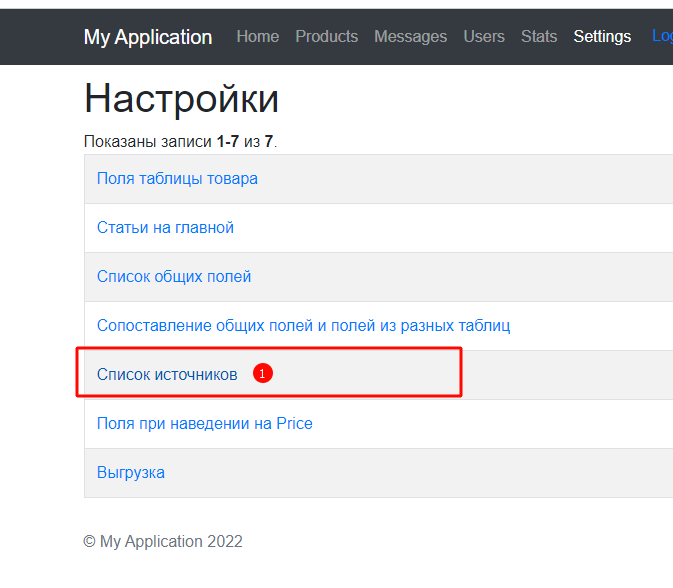 My Application Home Products Messages Users Stats Settings
Настройки
Показаны записи 1-7 из 7.
Поля таблицы товара
Статьи на главной
Список общих полей
Сопоставление общих полей и полей из разных таблиц
Список источников 1
Поля при наведении на Price
Выгрузка
© My Application 2022